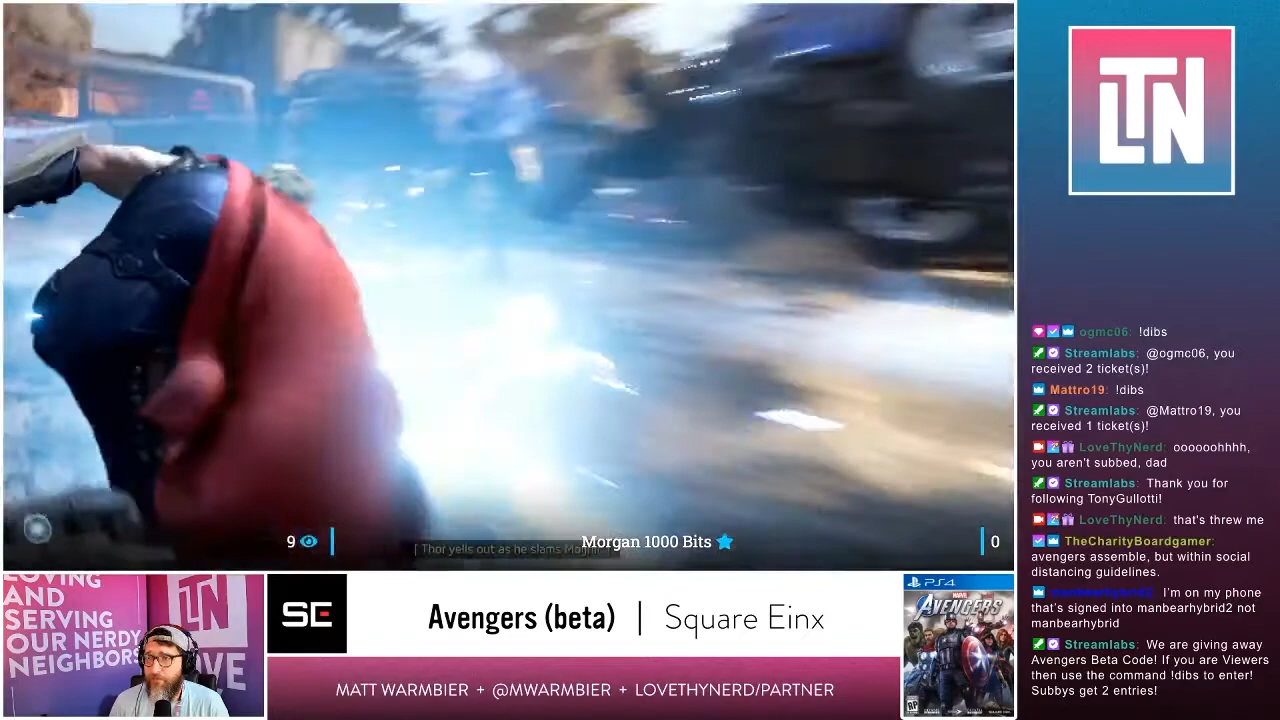 LTN
ogmc06: !dibs
Streamlabs: @ogmc06, you
received 2 ticket(s)!
Mattro19: !dibs
Streamlabs: @Mattro19, you
received 1 ticket(s)!
LoveThyNerd: oooooohhhh,
you aren't subbed, dad
Streamlabs: Thank you for
following TonyGullotti!
LoveThyNerd: that's threw me
TheCharityBoardgamer:
avengers assemble, but within social
distancing guidelines.
manbearhybrid2: I'm on my phone
that's signed into manbearhybrid2 not
manbearhybrid
Streamlabs: We are giving away
Avengers Beta Code! If you are Viewers
then use the command !dibs to enter!
Subbys get 2 entries!
9
Morgan 1000 Bits
0
[ Thor yells out as he slams
LOVING
AND
SERVING
OUR NERDY
NEIGHBORS
LTN
SE
Avengers (beta) | Square Einx
MATT WARMBIER + @MWARMBIER + LOVETHYNERD/PARTNER
PS4
MARVEL
AVENGERS
RP